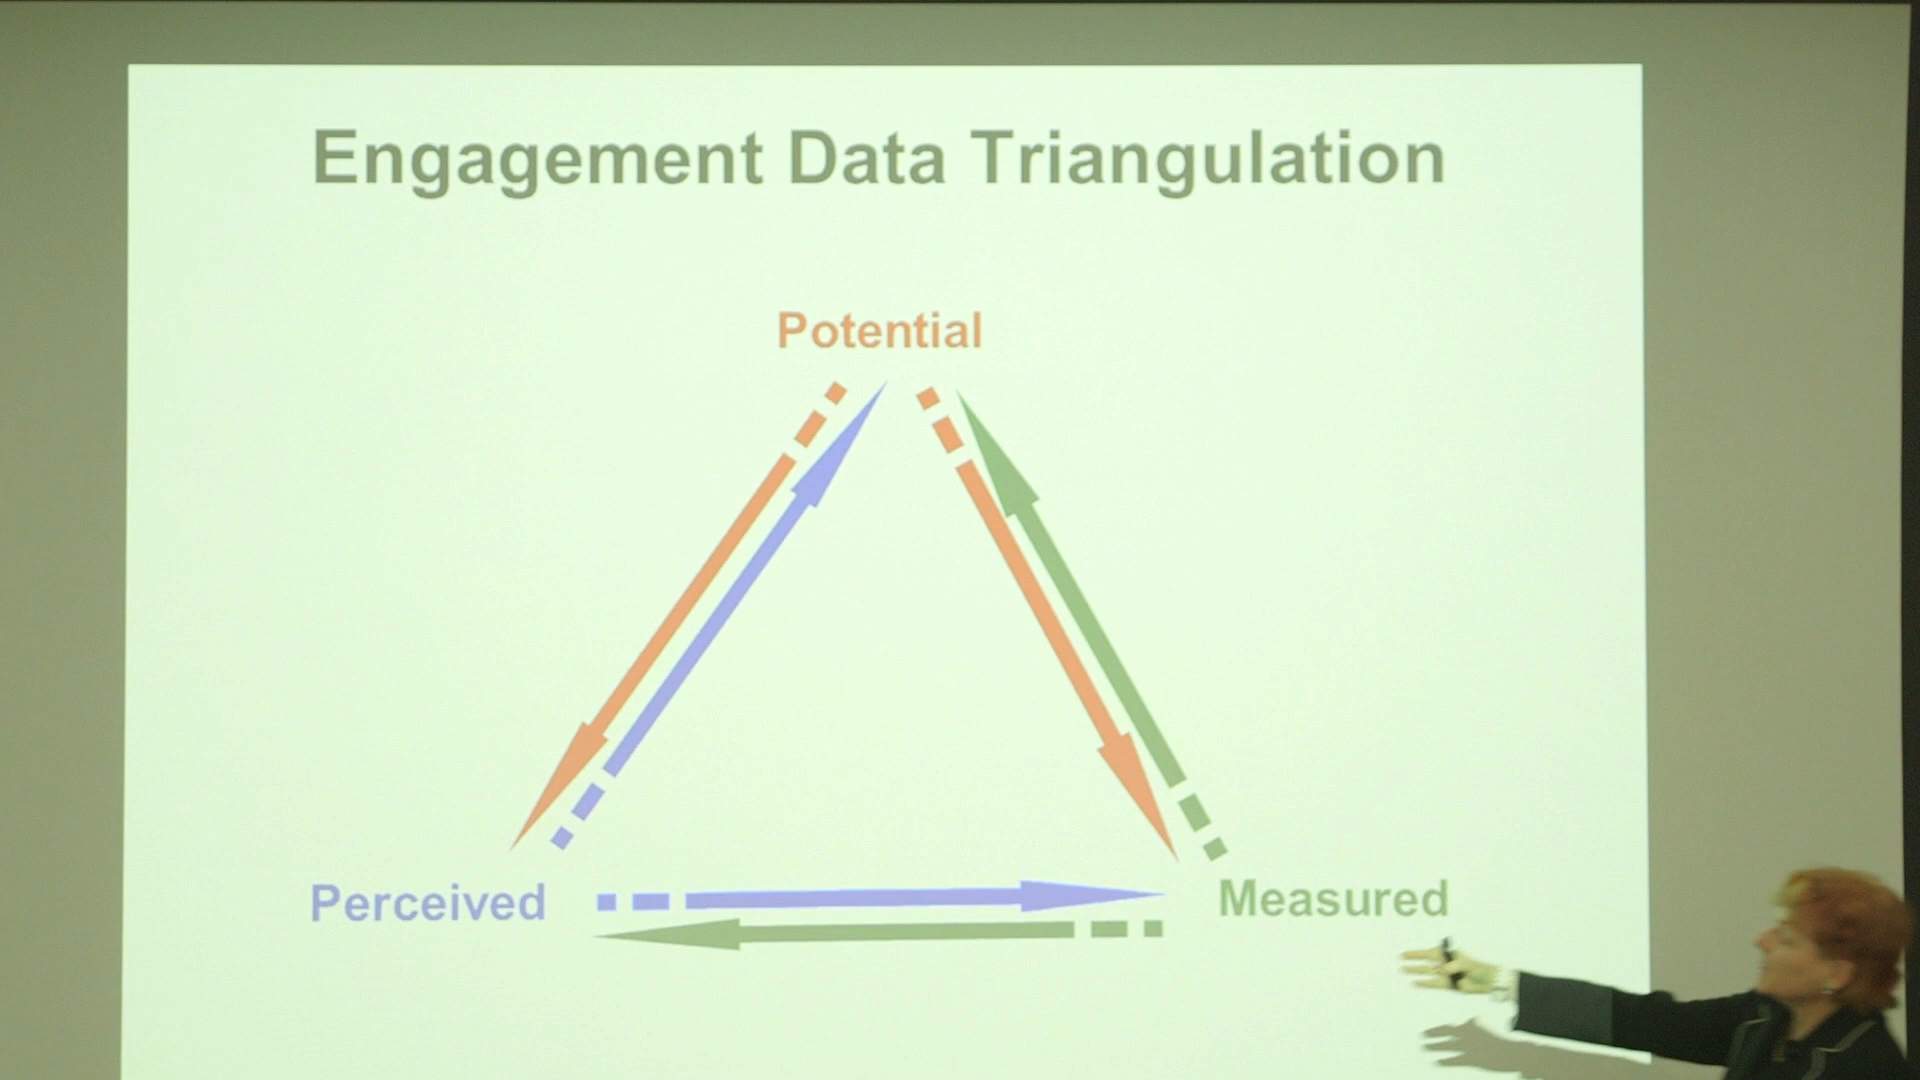 Engagement Data Triangulation
Potential
Perceived
Measured